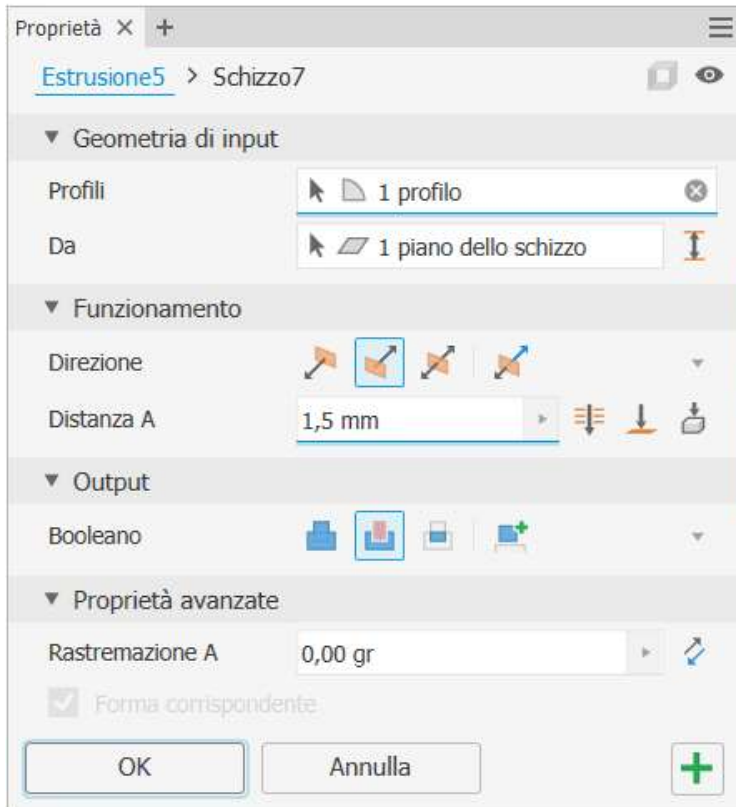 Proprietà × +
Estrusione5 > Schizzo7
Geometria di input
Profili 1 profilo
Da 1 piano dello schizzo
Funzionamento
Direzione
Distanza A 1,5 mm
Output
Booleano
Proprietà avanzate
Rastremazione A 0,00 gr
Forma corrispondente
OK Annulla